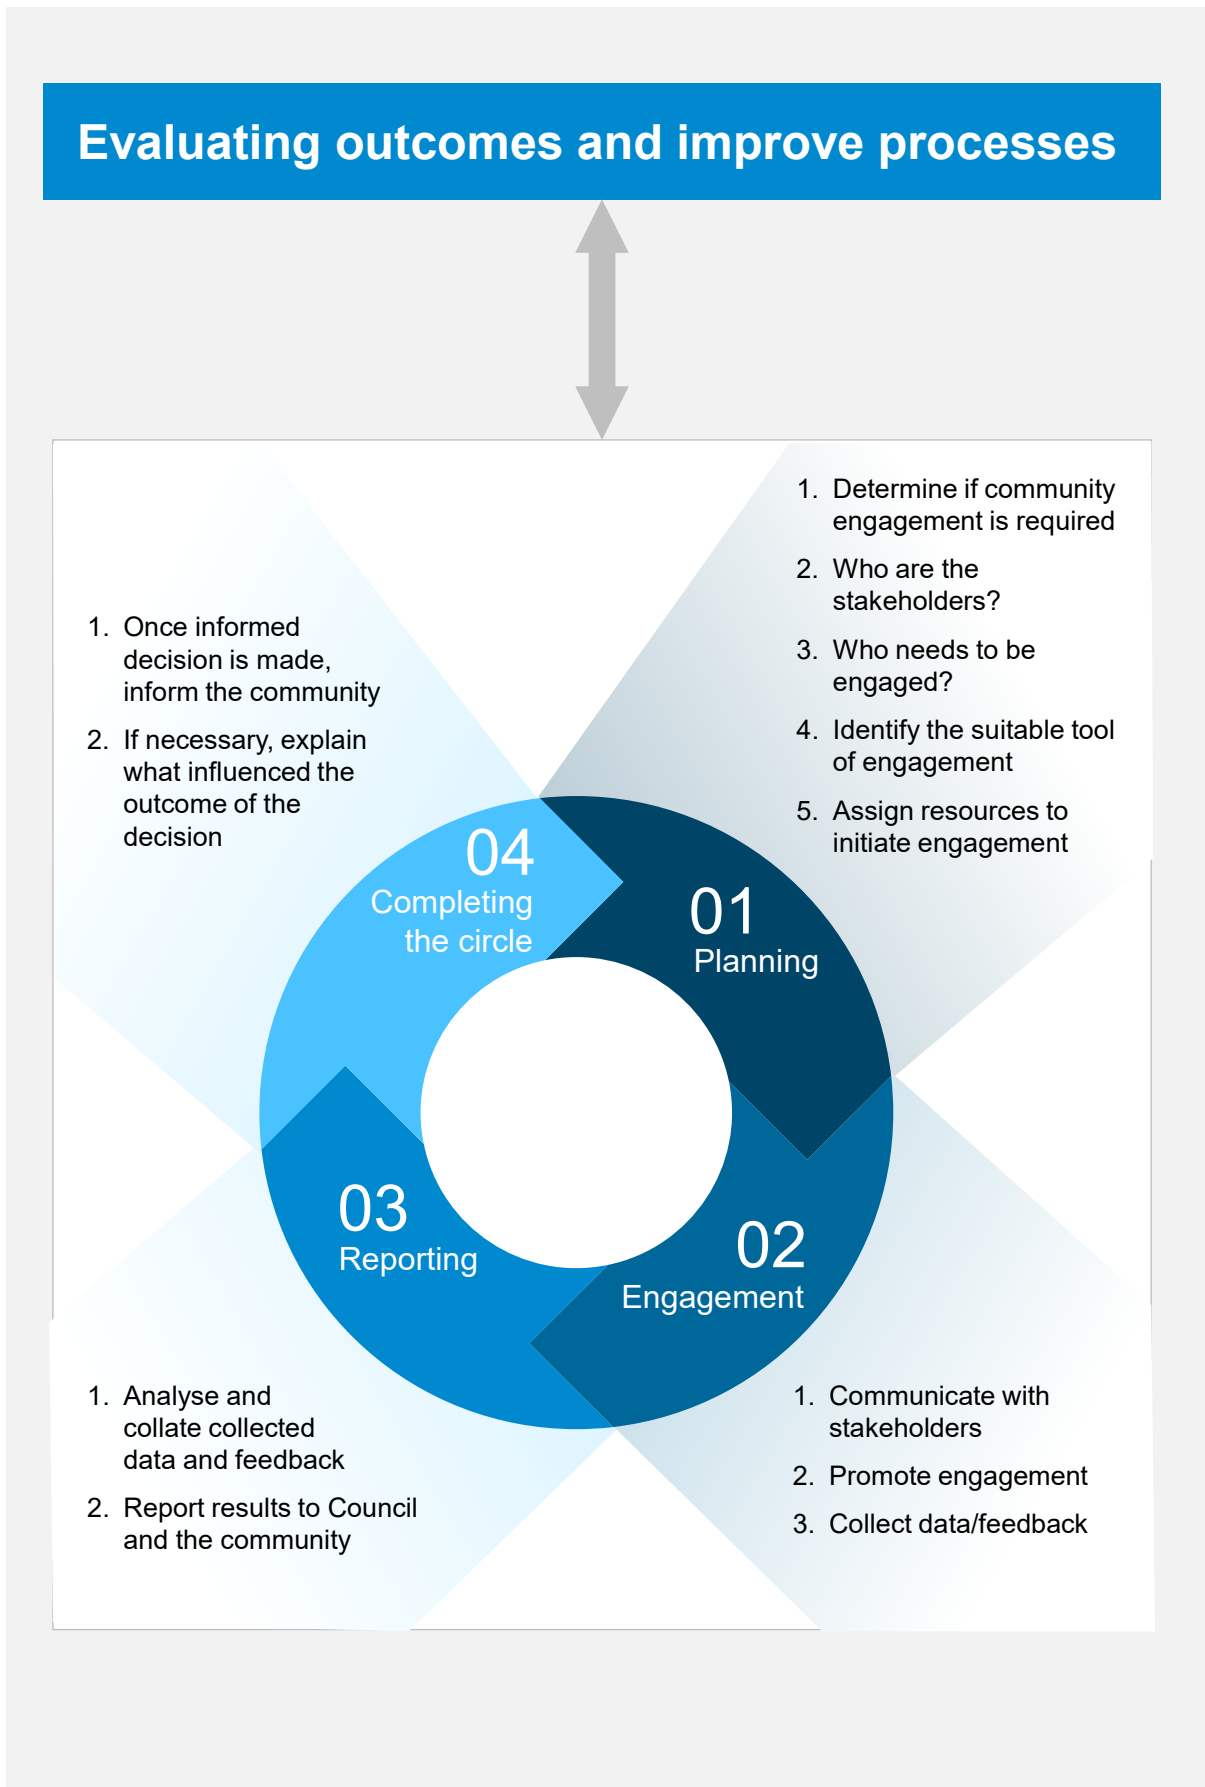 Evaluating outcomes and improve processes
1. Determine if community
engagement is required
2. Who are the
stakeholders?
3. Who needs to be
engaged?
4. Identify the suitable tool
of engagement
5. Assign resources to
initiate engagement
1. Once informed
decision is made,
inform the community
2. If necessary, explain
what influenced the
outcome of the
decision
04
Completing
the circle
01
Planning
03
Reporting
02
Engagement
1. Analyse and
collate collected
data and feedback
2. Report results to Council
and the community
1. Communicate with
stakeholders
2. Promote engagement
3. Collect data/feedback